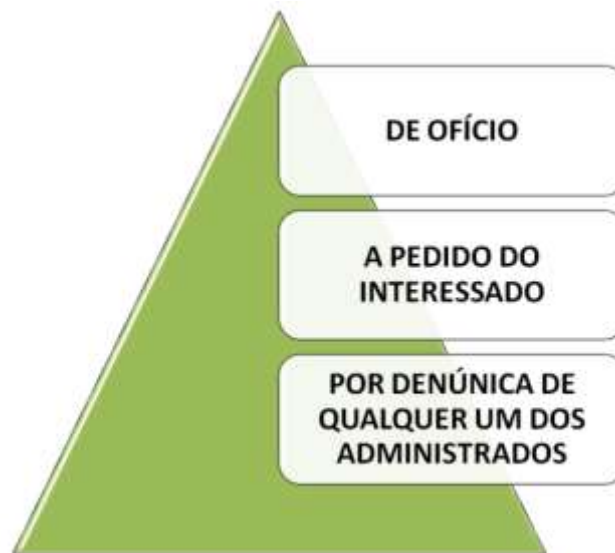 DE OFÍCIO
A PEDIDO DO
INTERESSADO
POR DENÚNICA DE
QUALQUER UM DOS
ADMINISTRADOS